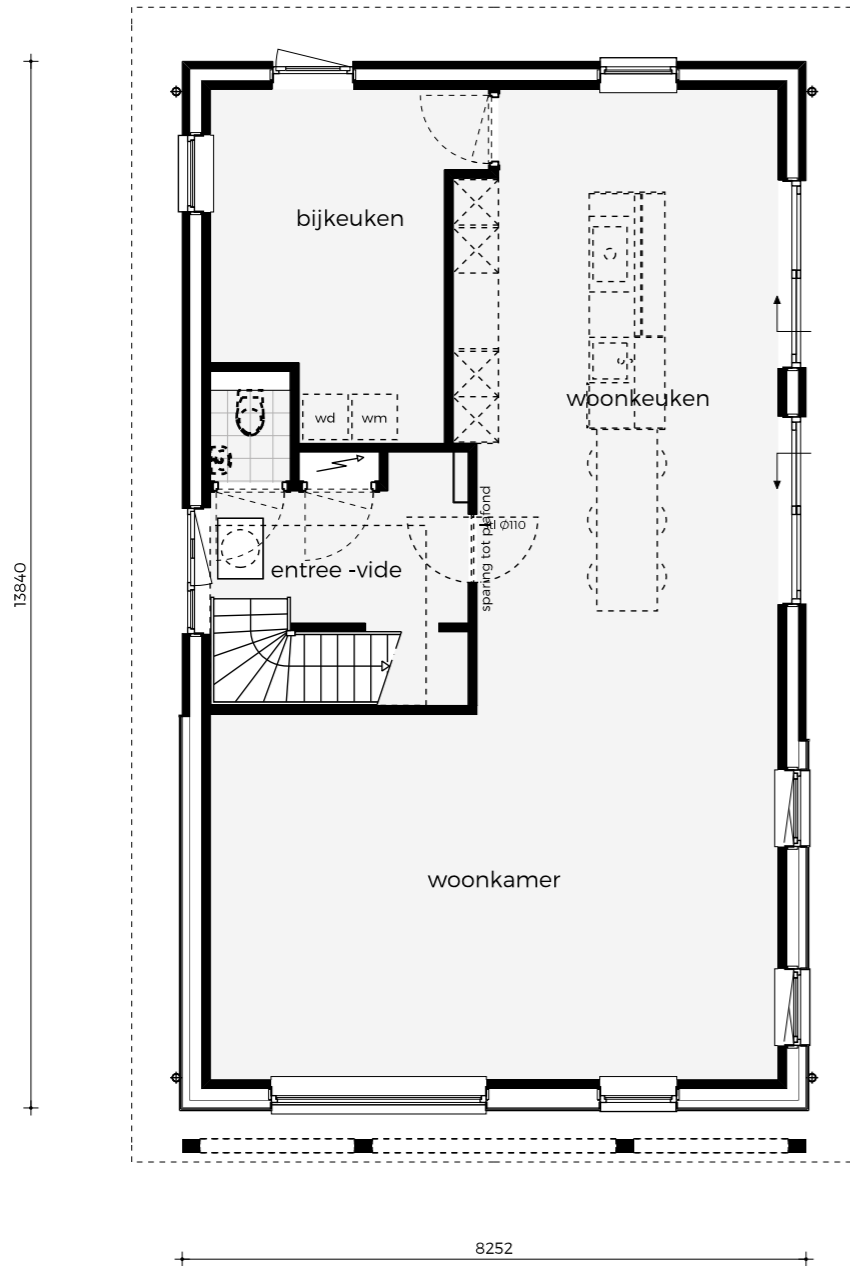 bijkeuken
woonkeuken
wd wm
sparing tot plafond
Ø110
entree -vide
13840
woonkamer
8252